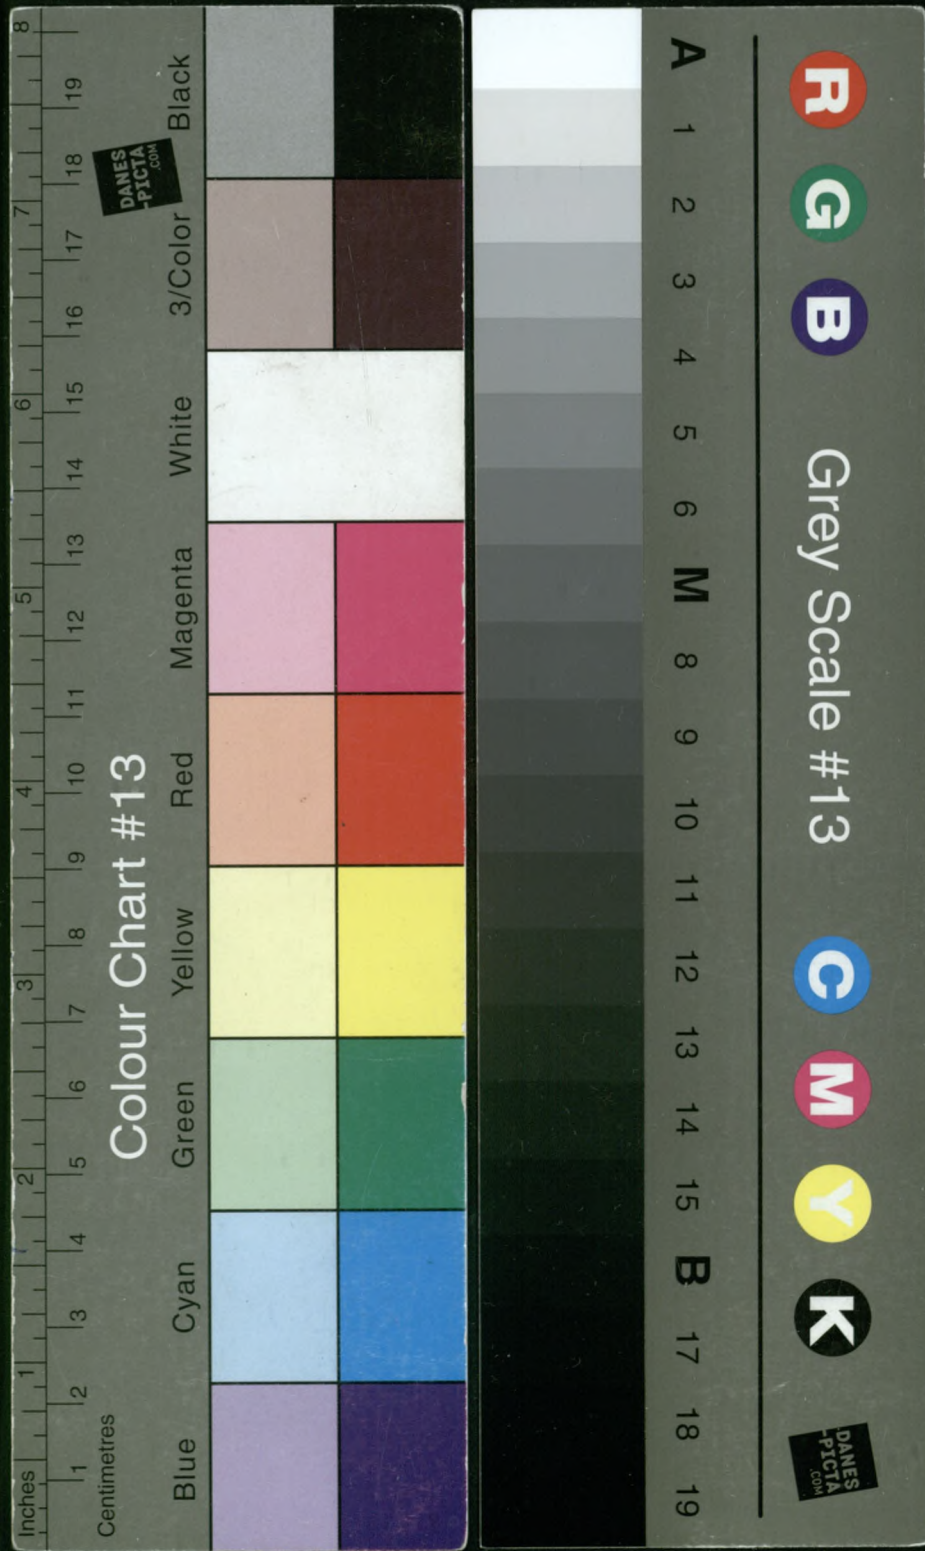 Colour Chart #13
Blue
Cyan
Green
Yellow
Red
Magenta
White
3/Color
Black
Inches
1
2
3
4
5
6
7
8
Centimetres
1
2
3
4
5
6
7
8
9
10
11
12
13
14
15
16
17
18
19
DANES
-PICTA
.COM
R
G
B
Grey Scale #13
C
M
Y
K
A
1
2
3
4
5
6
M
8
9
10
11
12
13
14
15
B
17
18
19
DANES
-PICTA
.COM